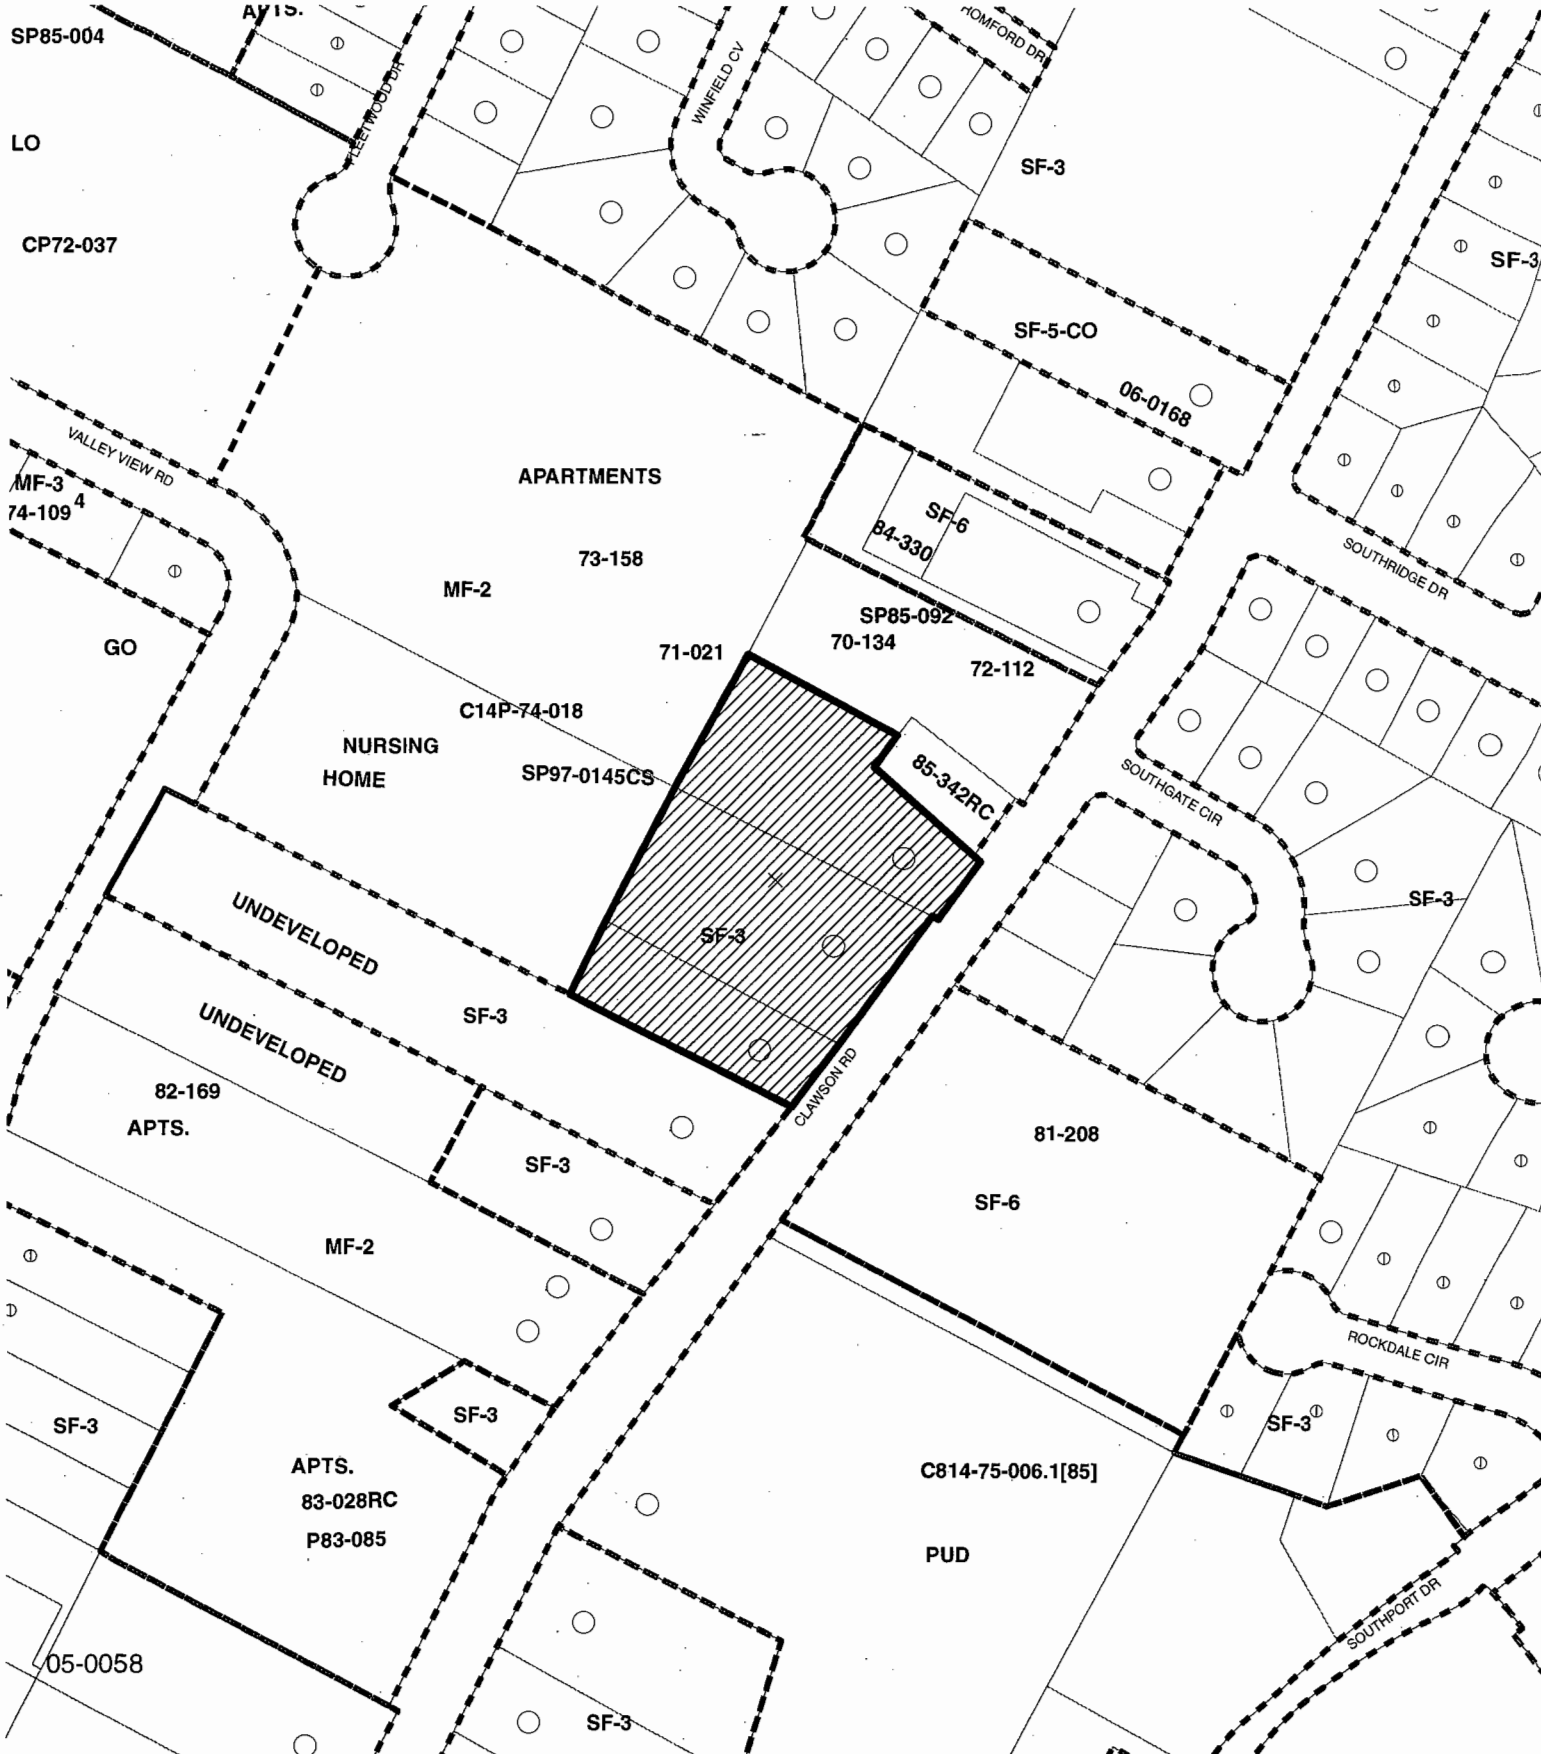 APTS.
SP85-004
FLEETWOOD DR
WINFIELD CV
ROMFORD DR
LO
SF-3
CP72-037
SF-3
SF-5-CO
06-0168
VALLEY VIEW RD
MF-3
74-109
4
APARTMENTS
73-158
MF-2
SF-6
84-330
SOUTHRIDGE DR
GO
SP85-092
70-134
71-021
72-112
C14P-74-018
NURSING
HOME
SP97-0145CS
85-342RC
SOUTHGATE CIR
SF-3
UNDEVELOPED
SF-3
SF-3
UNDEVELOPED
CLAWSON RD
82-169
APTS.
81-208
SF-3
SF-6
MF-2
ROCKDALE CIR
SF-3
SF-3
SF-3
APTS.
83-028RC
P83-085
C814-75-006.1[85]
PUD
SOUTHPORT DR
05-0058
SF-3